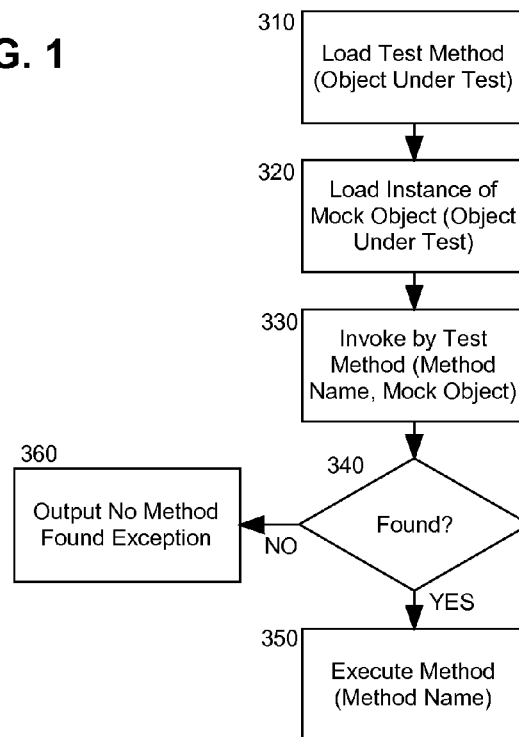 G. 1
310
Load Test Method
(Object Under Test)
320
Load Instance of
Mock Object (Object
Under Test)
330
Invoke by Test
Method (Method
Name, Mock Object)
340
Found?
360
Output No Method
Found Exception
NO
YES
350
Execute Method
(Method Name)